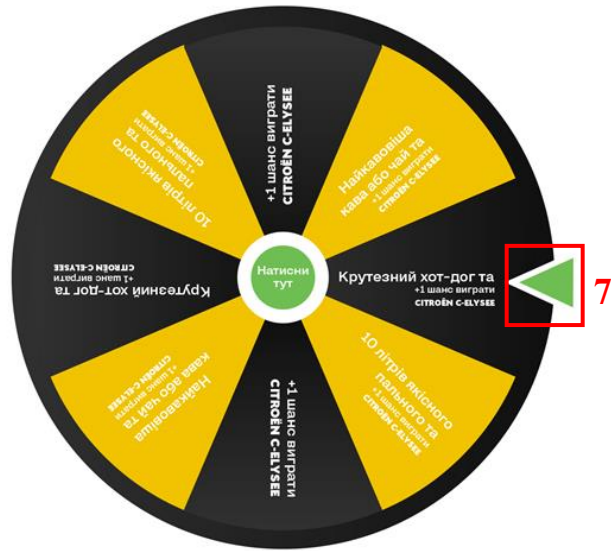 +1 шанс виграти
CITROËN C-ELYSEE
Найкавовіша
кава або чай та
+1 шанс виграти
CITROËN C-ELYSEE
Крутезний хот-дог та
+1 шанс виграти
CITROËN C-ELYSEE
7
10 літрів якісного
пального та
+1 шанс виграти
CITROËN C-ELYSEE
+1 шанс виграти
CITROËN C-ELYSEE
Найкавовіша
кава або чай та
+1 шанс виграти
CITROËN C-ELYSEE
Крутезний хот-дог та
+1 шанс виграти
CITROËN C-ELYSEE
10 літрів якісного
пального та
+1 шанс виграти
CITROËN C-ELYSEE
Натисни
тут